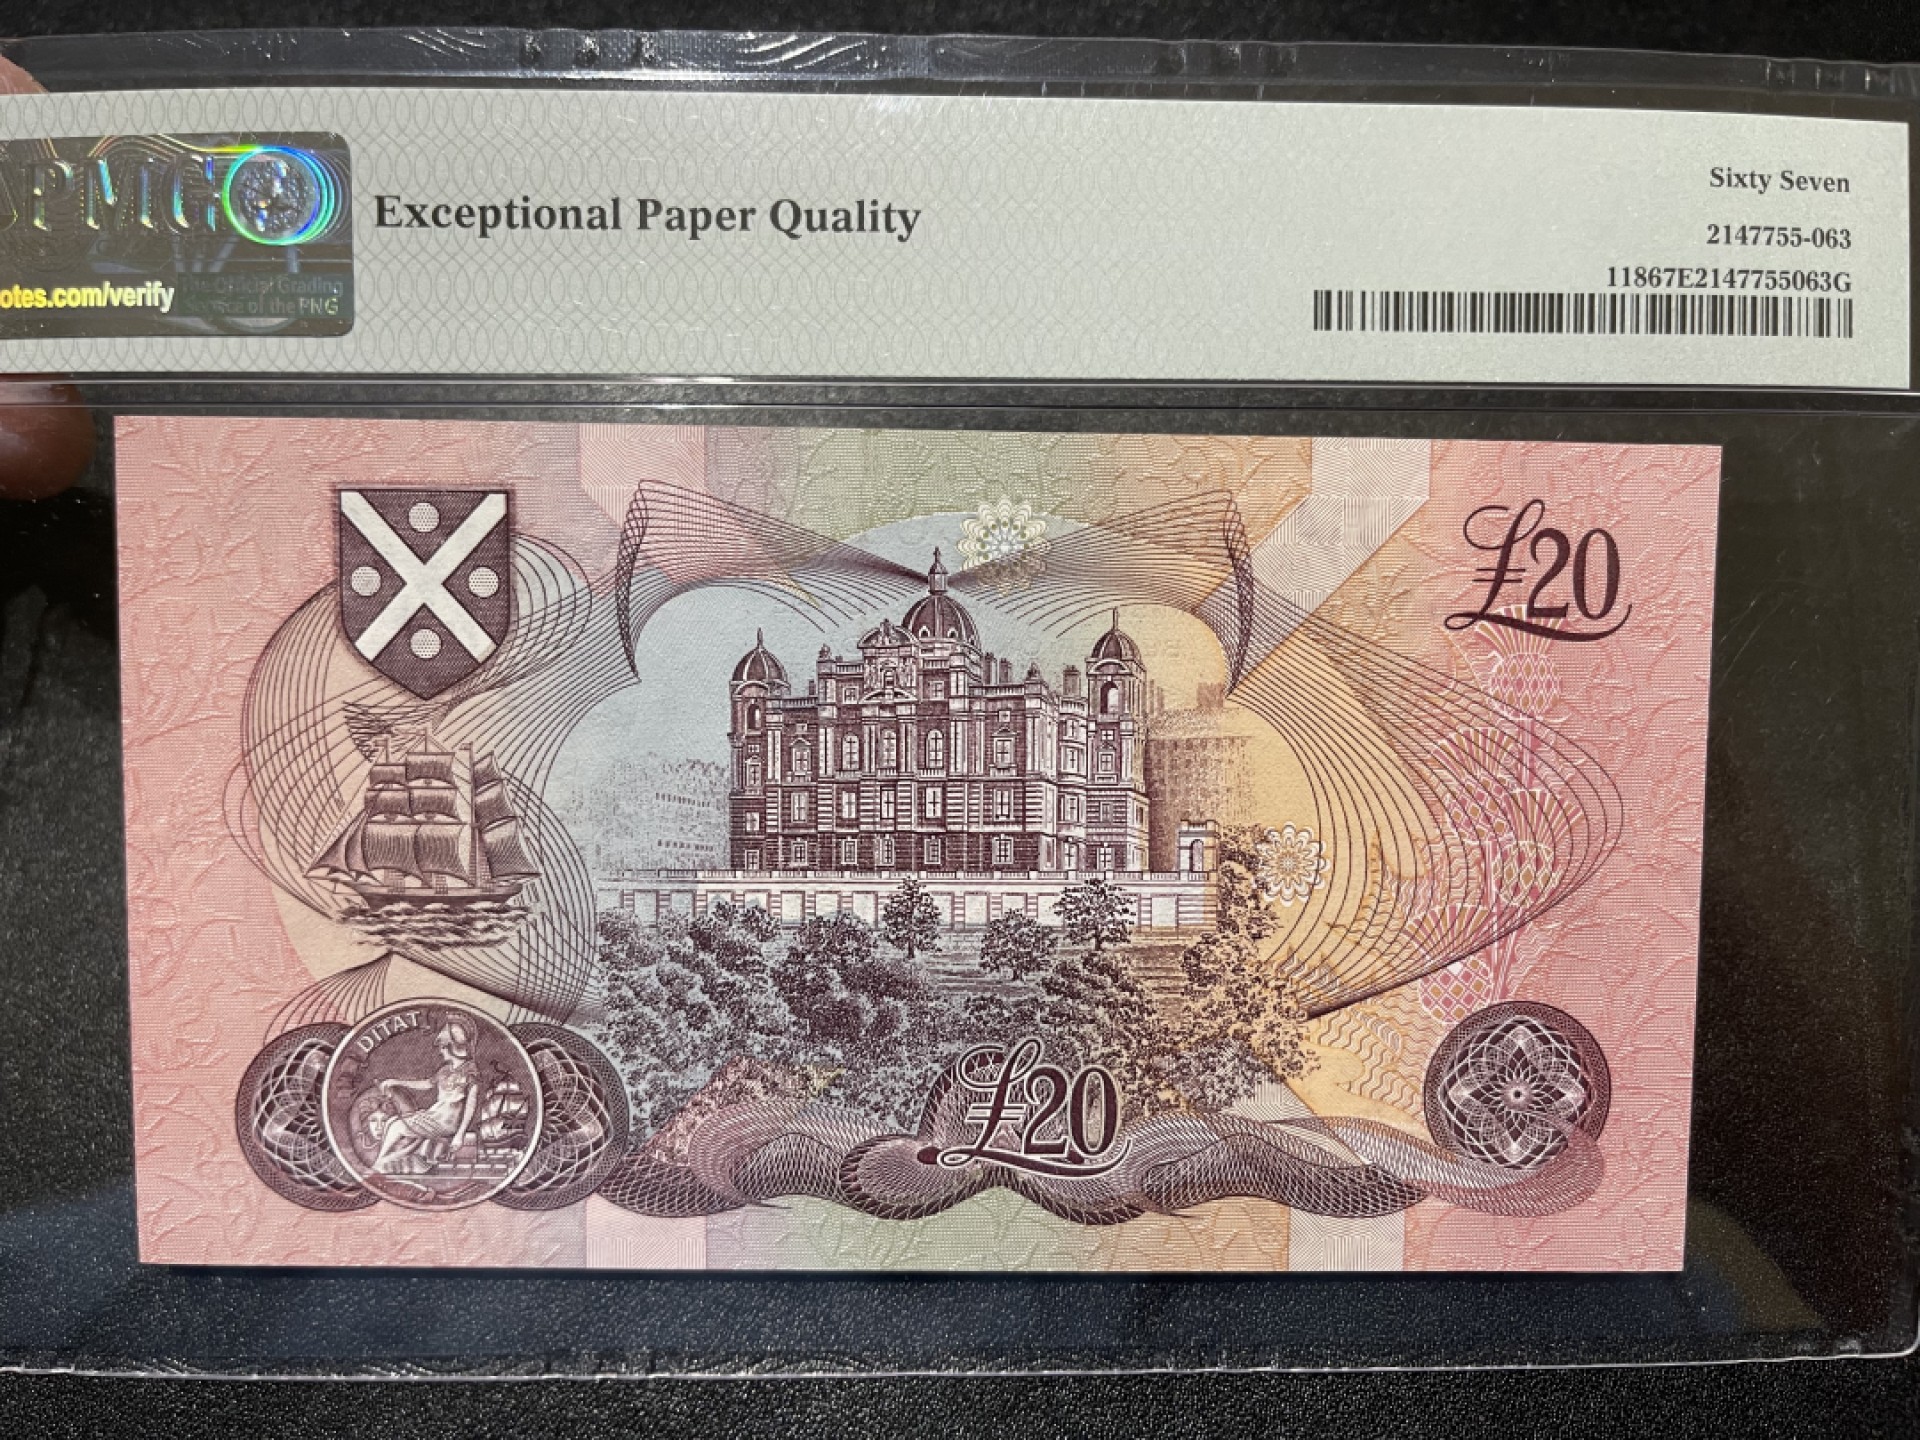 PMG
otes.com/verify
The Official Grading
Service of the PNG
Exceptional Paper Quality
Sixty Seven
2147755-063
11867E2147755063G
£20
DITAT
£20